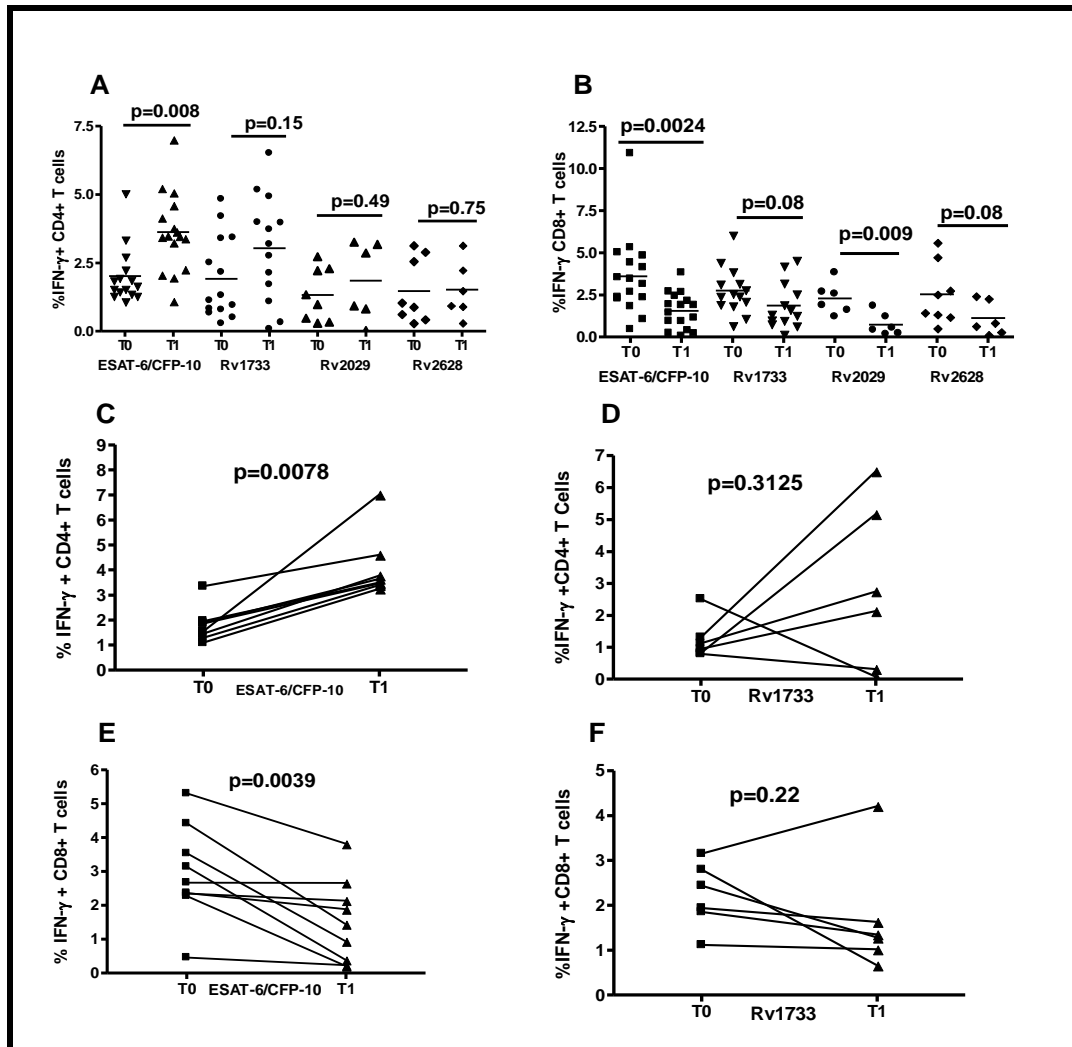 A
p=0.008
p=0.15
p=0.49
p=0.75
%IFN-γ+ CD4+ T cells
7.5
5.0
2.5
0.0
T0 T1 T0 T1 T0 T1 T0 T1
ESAT-6/CFP-10 Rv1733 Rv2029 Rv2628
B
p=0.0024
p=0.08
p=0.009
p=0.08
%IFN-γ CD8+ T cells
12.5
10.0
7.5
5.0
2.5
0.0
T0 T1 T0 T1 T0 T1 T0 T1
ESAT-6/CFP-10 Rv1733 Rv2029 Rv2628
C
p=0.0078
% IFN-γ + CD4+ T cells
9
8
7
6
5
4
3
2
1
0
T0 ESAT-6/CFP-10 T1
D
p=0.3125
%IFN-γ +CD4+ T Cells
7
6
5
4
3
2
1
0
T0 Rv1733 T1
E
p=0.0039
% IFN-γ + CD8+ T cells
6
5
4
3
2
1
0
T0 ESAT-6/CFP-10 T1
F
p=0.22
%IFN-γ +CD8+ T cells
5
4
3
2
1
0
T0 Rv1733 T1